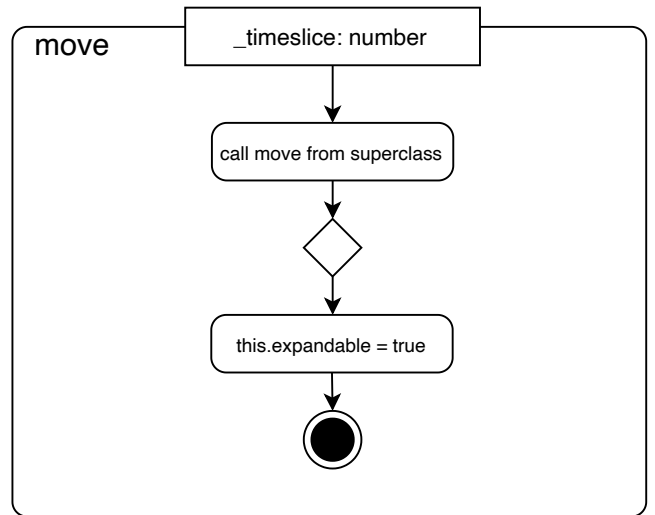 _timeslice: number
move
call move from superclass
this.expandable = true